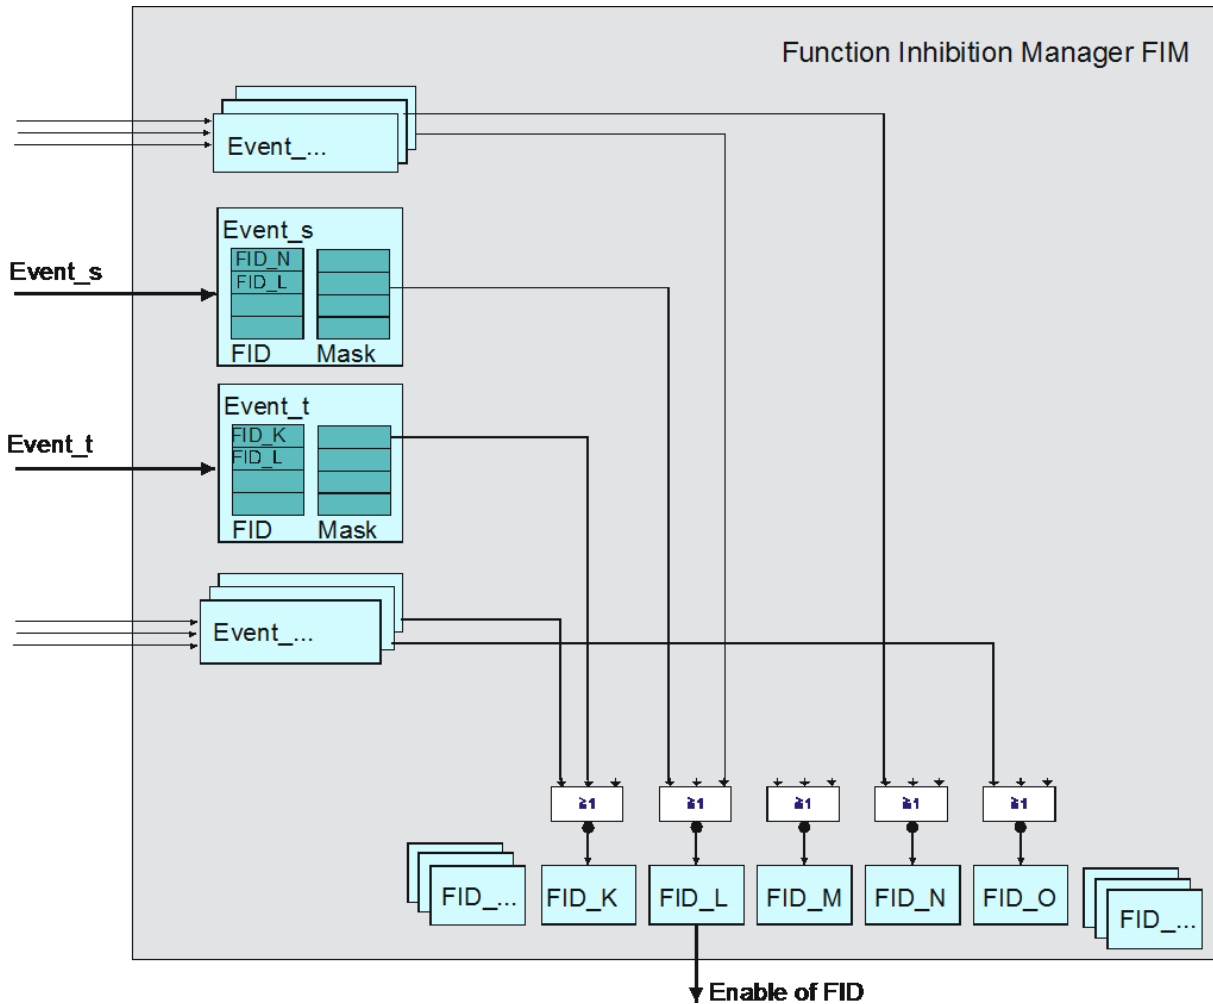 Function Inhibition Manager FIM
Event_...
Event_s
Event_s
FID_N
FID_L
FID Mask
Event_t
Event_t
FID_K
FID_L
FID Mask
Event_...
≧1 ≧1 ≧1 ≧1 ≧1
FID_... FID_K FID_L FID_M FID_N FID_O FID_...
Enable of FID